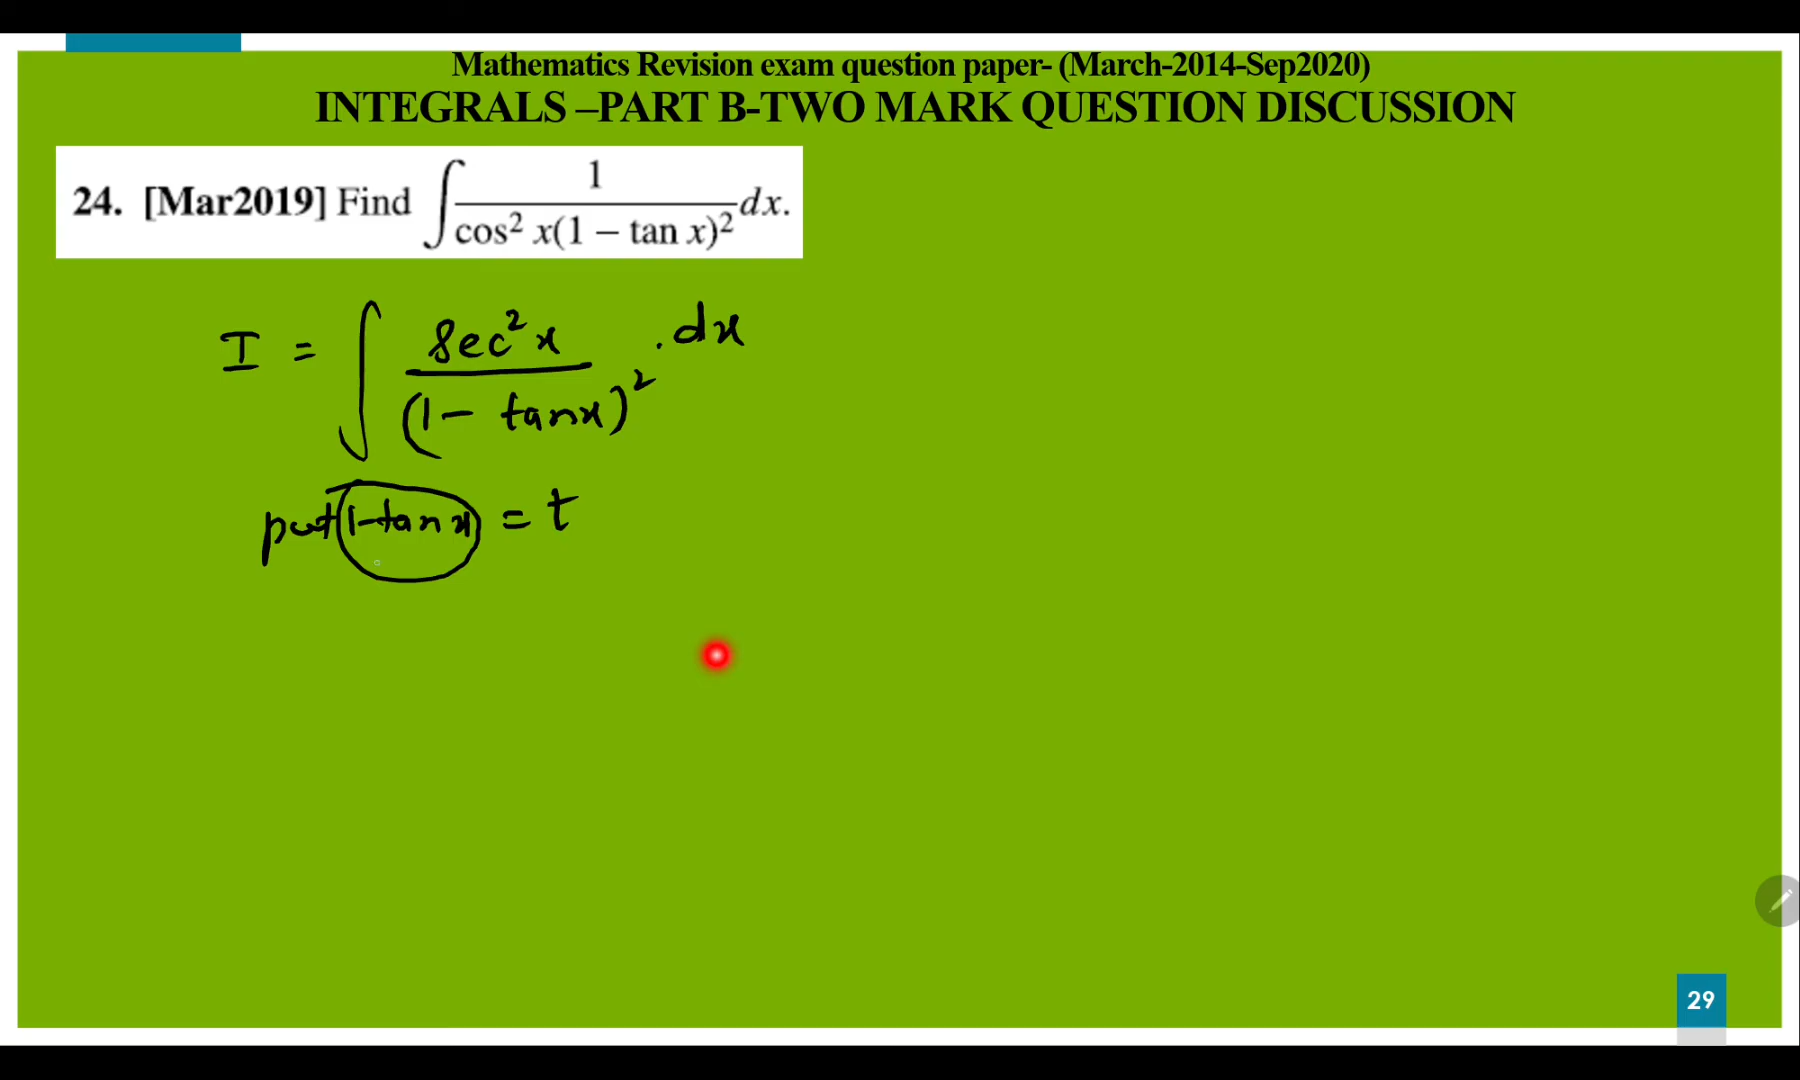 Mathematics Revision exam question paper- (March-2014-Sep2020)
INTEGRALS –PART B-TWO MARK QUESTION DISCUSSION
24. [Mar2019] Find ∫ 1/(cos² x(1 − tan x)²) dx.
I = ∫ sec²x/(1 - tanx)² . dx
put 1-tanx = t
29